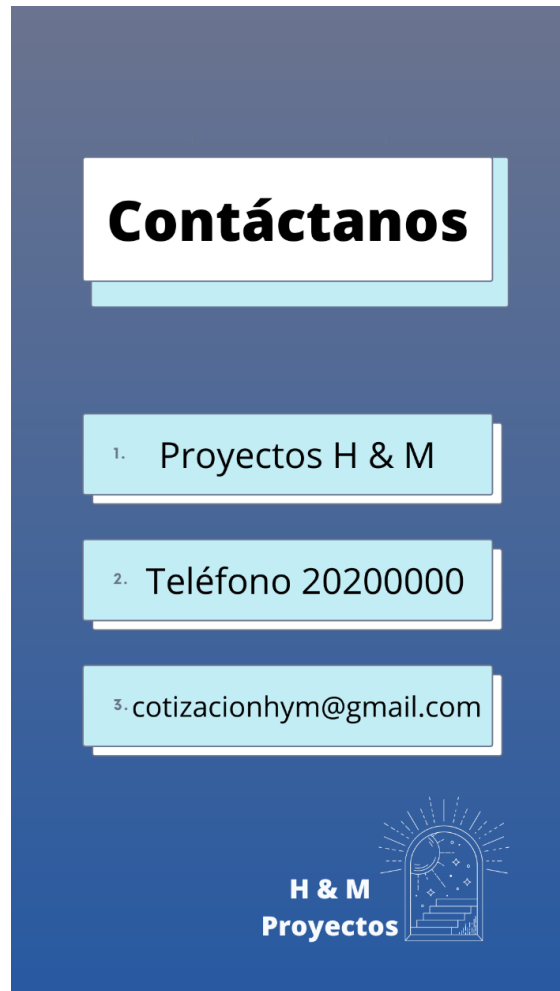 Contáctanos
1. Proyectos H & M
2. Teléfono 20200000
3. cotizacionhym@gmail.com
H & M
Proyectos